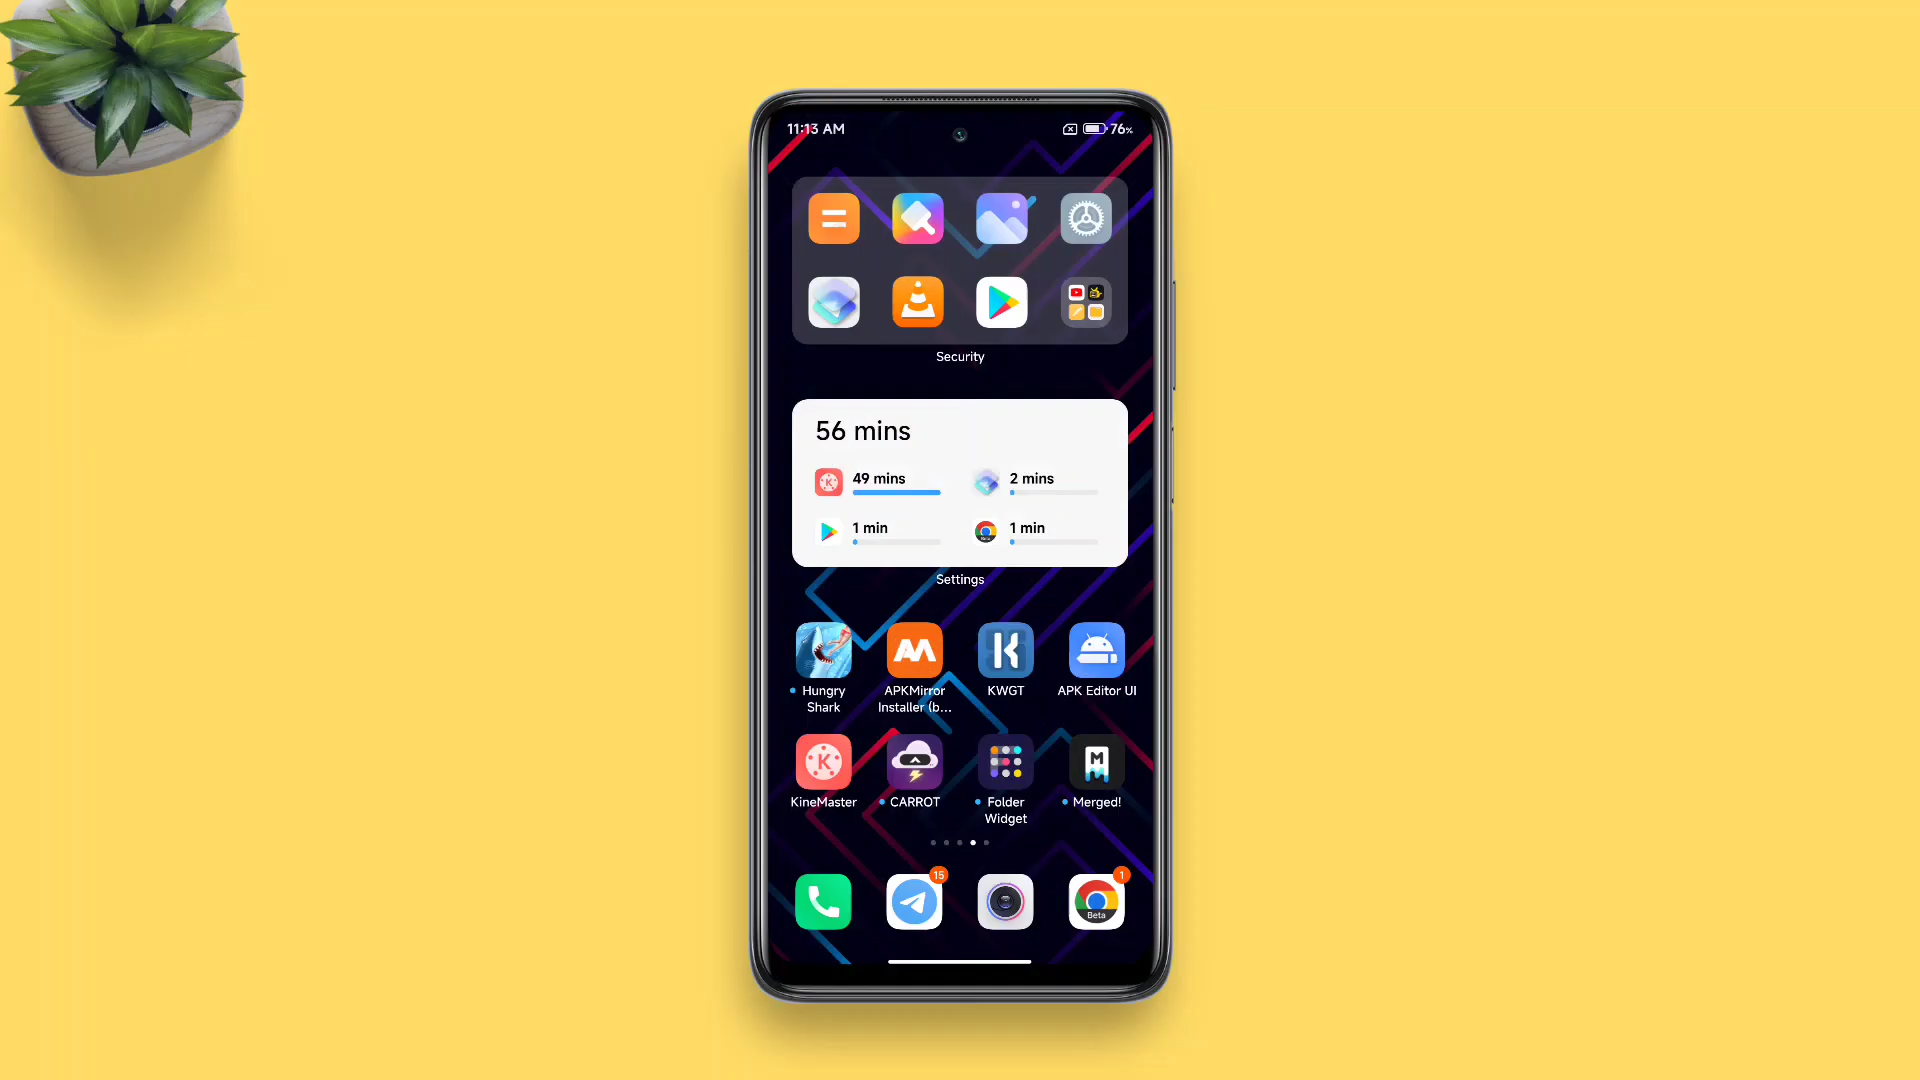 11:13 AM
76%
Security
56 mins
49 mins
2 mins
1 min
1 min
Settings
Hungry Shark
APKMirror Installer (b...
KWGT
APK Editor UI
KineMaster
CARROT
Folder Widget
Merged!
15
1
Beta